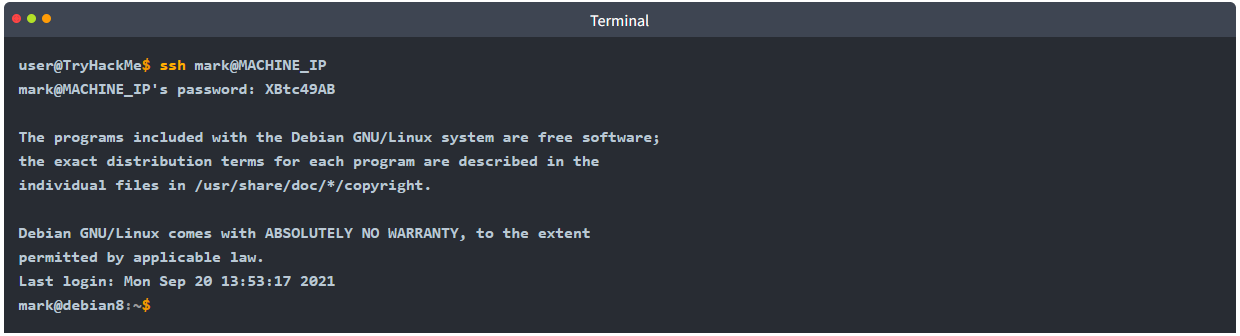 Terminal
user@TryHackMe$ ssh mark@MACHINE_IP
mark@MACHINE_IP's password: XBtc49AB
The programs included with the Debian GNU/Linux system are free software;
the exact distribution terms for each program are described in the
individual files in /usr/share/doc/*/copyright.
Debian GNU/Linux comes with ABSOLUTELY NO WARRANTY, to the extent
permitted by applicable law.
Last login: Mon Sep 20 13:53:17 2021
mark@debian8:~$